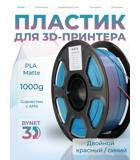 ПЛАСТИК
ДЛЯ 3D-ПРИНТЕРА
PLA
Matte
1000g
Совместим
с AMS
BYNET
3D
Двойной
красный / синий